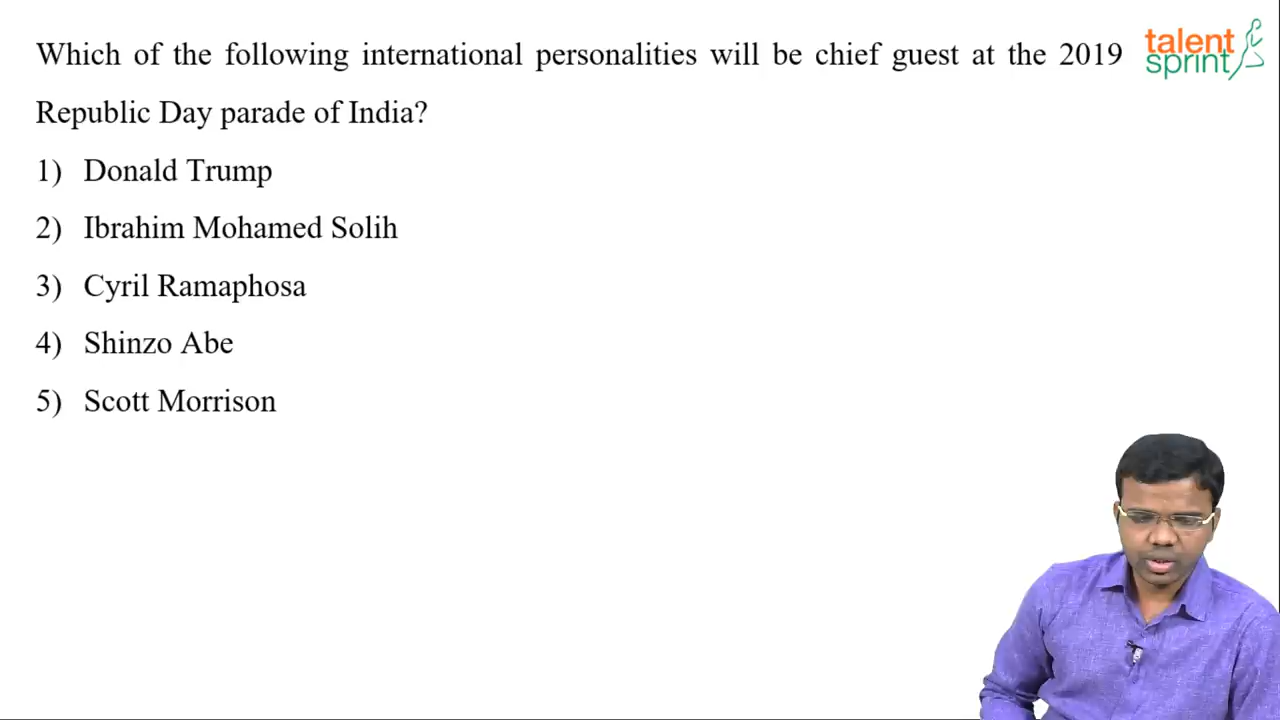 Which of the following international personalities will be chief guest at the 2019
Republic Day parade of India?
1) Donald Trump
2) Ibrahim Mohamed Solih
3) Cyril Ramaphosa
4) Shinzo Abe
5) Scott Morrison
talent
sprint